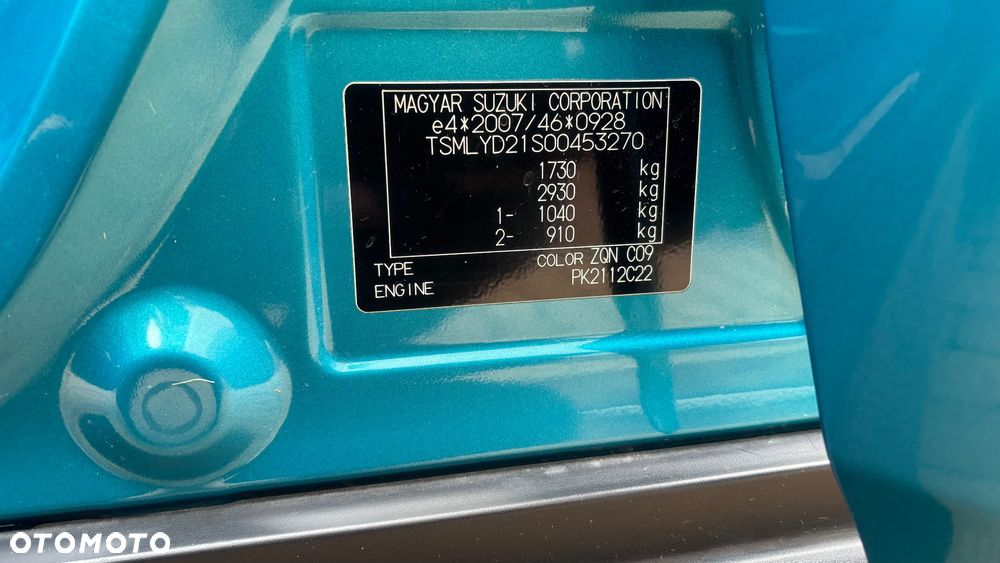 MAGYAR SUZUKI CORPORATION
e4*2007/46*0928
TSMLYD21S00453270
1730 kg
2930 kg
1- 1040 kg
2- 910 kg
COLOR ZQN C09
TYPE PK2112C22
ENGINE
OTOMOTO